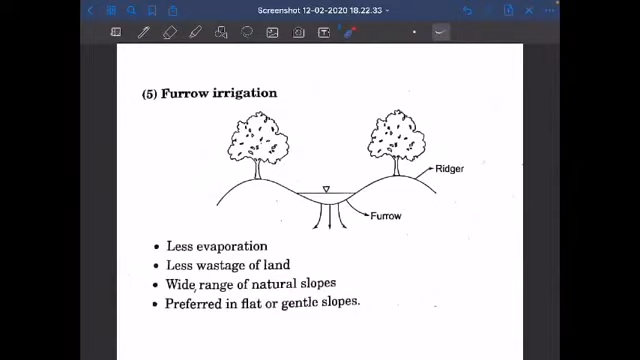 Screenshot 12-02-2020 18.22.33
(5) Furrow irrigation
Ridger
Furrow
• Less evaporation
• Less wastage of land
• Wide range of natural slopes
• Preferred in flat or gentle slopes.